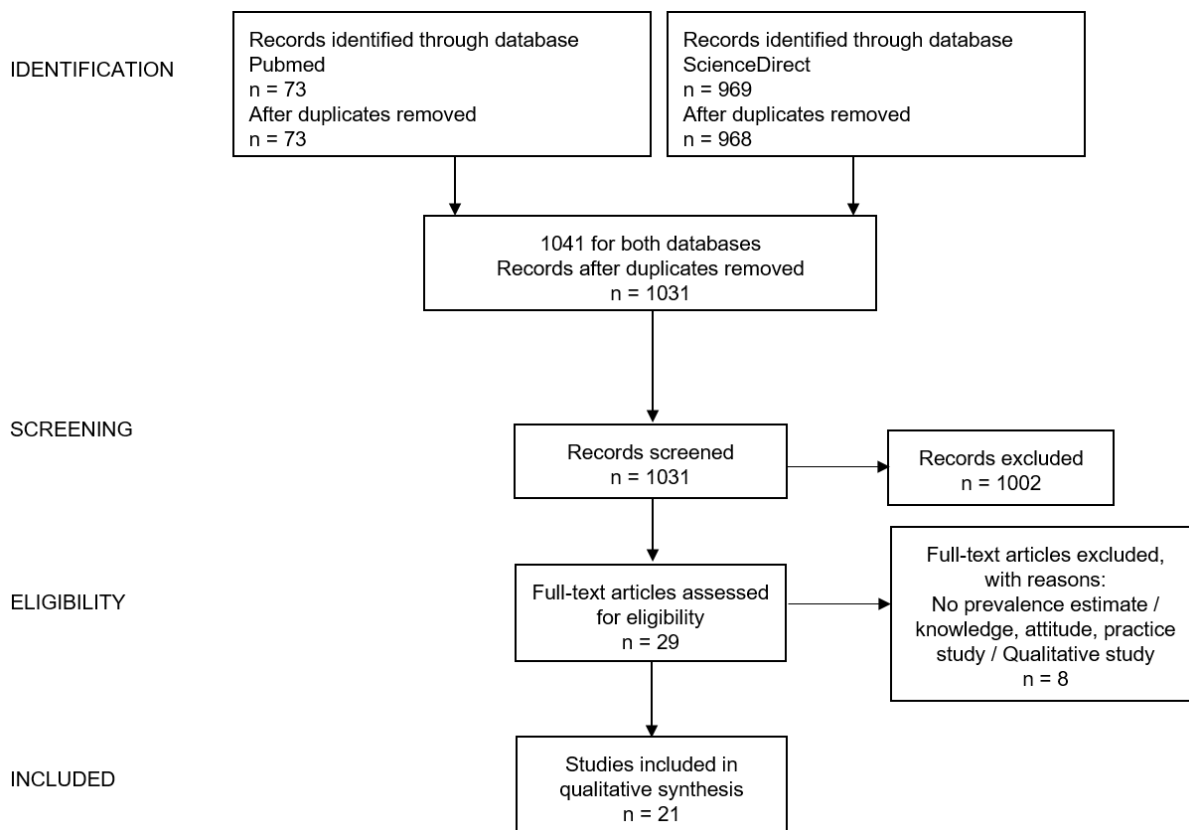 IDENTIFICATION
Records identified through database
Pubmed
n = 73
After duplicates removed
n = 73
Records identified through database
ScienceDirect
n = 969
After duplicates removed
n = 968
1041 for both databases
Records after duplicates removed
n = 1031
SCREENING
Records screened
n = 1031
Records excluded
n = 1002
ELIGIBILITY
Full-text articles assessed
for eligibility
n = 29
Full-text articles excluded,
with reasons:
No prevalence estimate /
knowledge, attitude, practice
study / Qualitative study
n = 8
INCLUDED
Studies included in
qualitative synthesis
n = 21